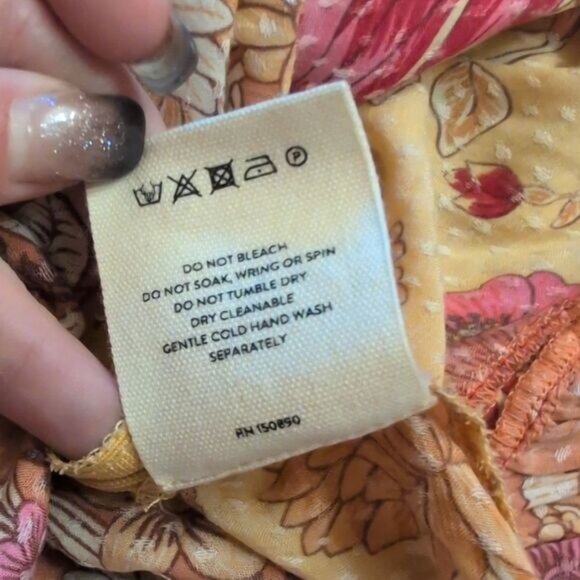 P
DO NOT BLEACH
DO NOT SOAK, WRING OR SPIN
DO NOT TUMBLE DRY
DRY CLEANABLE
GENTLE COLD HAND WASH
SEPARATELY
RN 150890